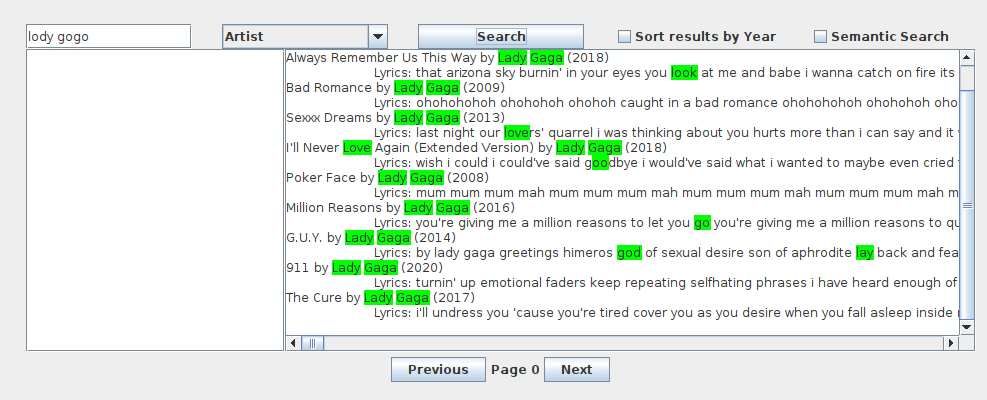 lody gogo Artist Search Sort results by Year Semantic Search
Always Remember Us This Way by Lady Gaga (2018)
Lyrics: that arizona sky burnin' in your eyes you look at me and babe i wanna catch on fire its
Bad Romance by Lady Gaga (2009)
Lyrics: ohohohohoh ohohohoh ohohoh caught in a bad romance ohohohohoh ohohohoh oho
Sexxx Dreams by Lady Gaga (2013)
Lyrics: last night our lovers' quarrel i was thinking about you hurts more than i can say and it
I'll Never Love Again (Extended Version) by Lady Gaga (2018)
Lyrics: wish i could i could've said goodbye i would've said what i wanted to maybe even cried
Poker Face by Lady Gaga (2008)
Lyrics: mum mum mum mah mum mum mum mah mum mum mum mah mum mum mum mah m
Million Reasons by Lady Gaga (2016)
Lyrics: you're giving me a million reasons to let you go you're giving me a million reasons to qu
G.U.Y. by Lady Gaga (2014)
Lyrics: by lady gaga greetings himeros god of sexual desire son of aphrodite lay back and fea
911 by Lady Gaga (2020)
Lyrics: turnin' up emotional faders keep repeating selfhating phrases i have heard enough of
The Cure by Lady Gaga (2017)
Lyrics: i'll undress you 'cause you're tired cover you as you desire when you fall asleep inside
Previous Page 0 Next